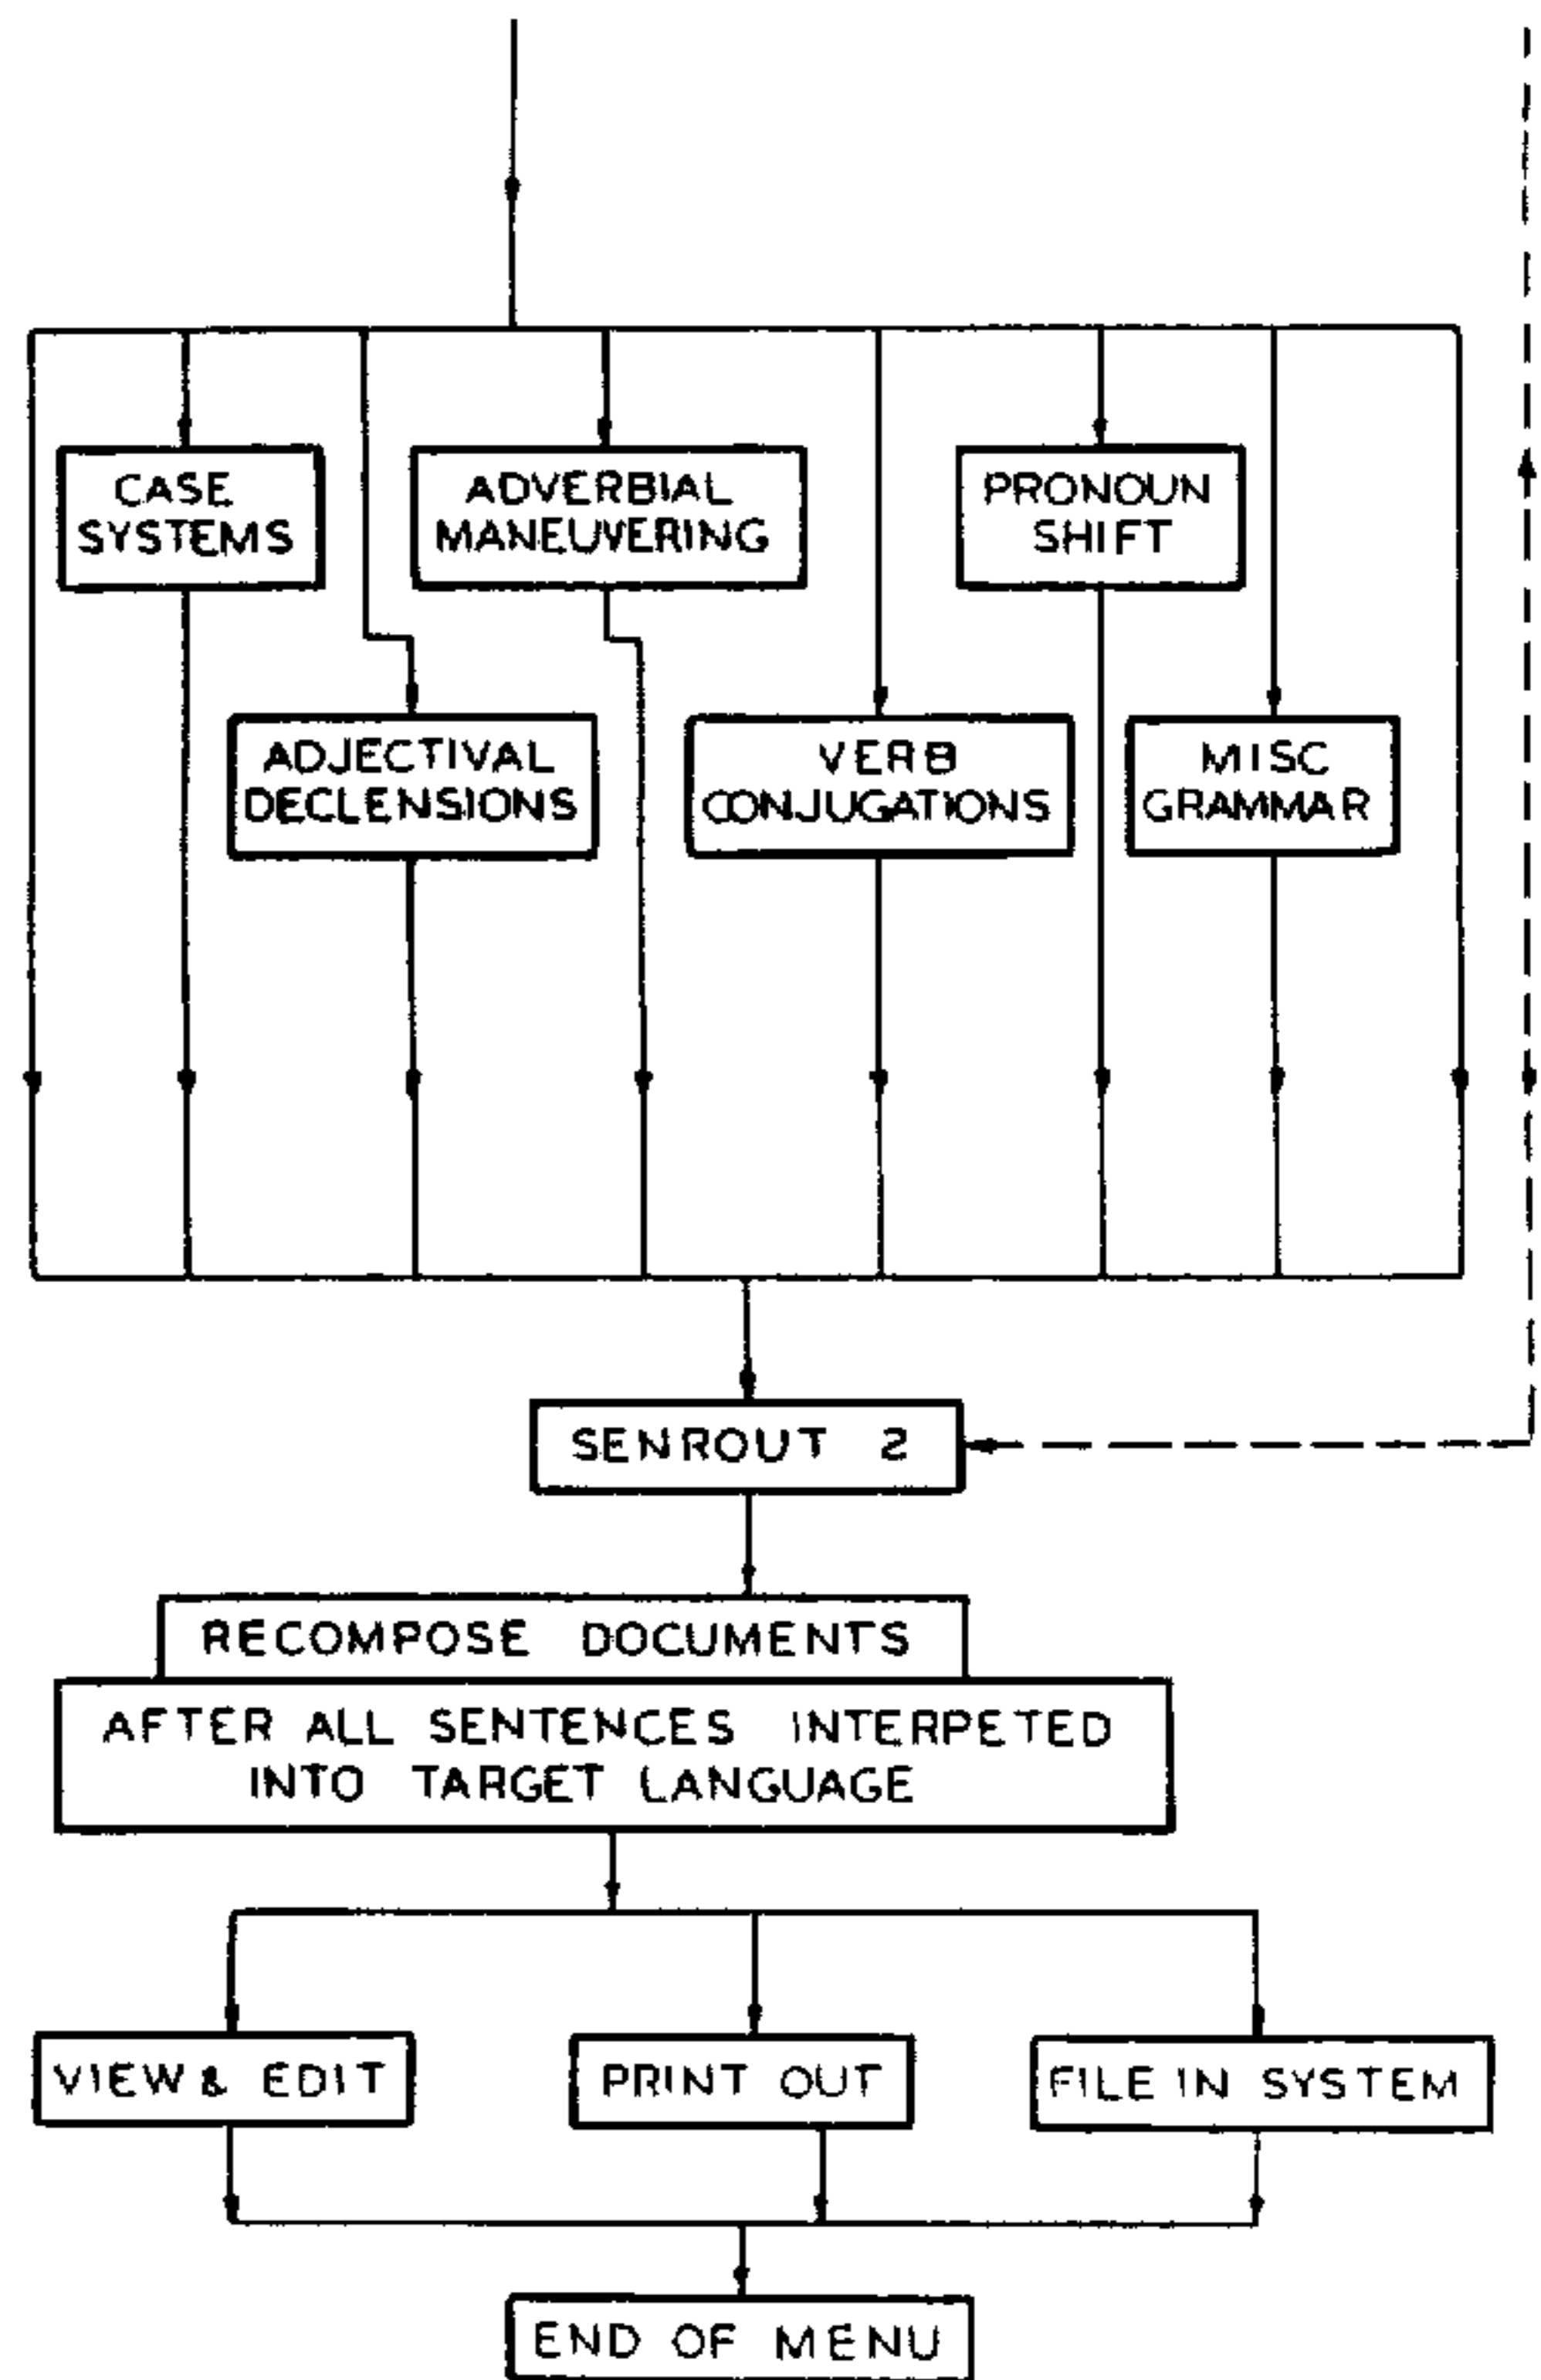 CASE
SYSTEMS
ADVERBIAL
MANEUVERING
PRONOUN
SHIFT
ADJECTIVAL
DECLENSIONS
VERB
CONJUGATIONS
MISC
GRAMMAR
SENROUT 2
RECOMPOSE DOCUMENTS
AFTER ALL SENTENCES INTERPETED
INTO TARGET LANGUAGE
VIEW & EDIT
PRINT OUT
FILE IN SYSTEM
END OF MENU